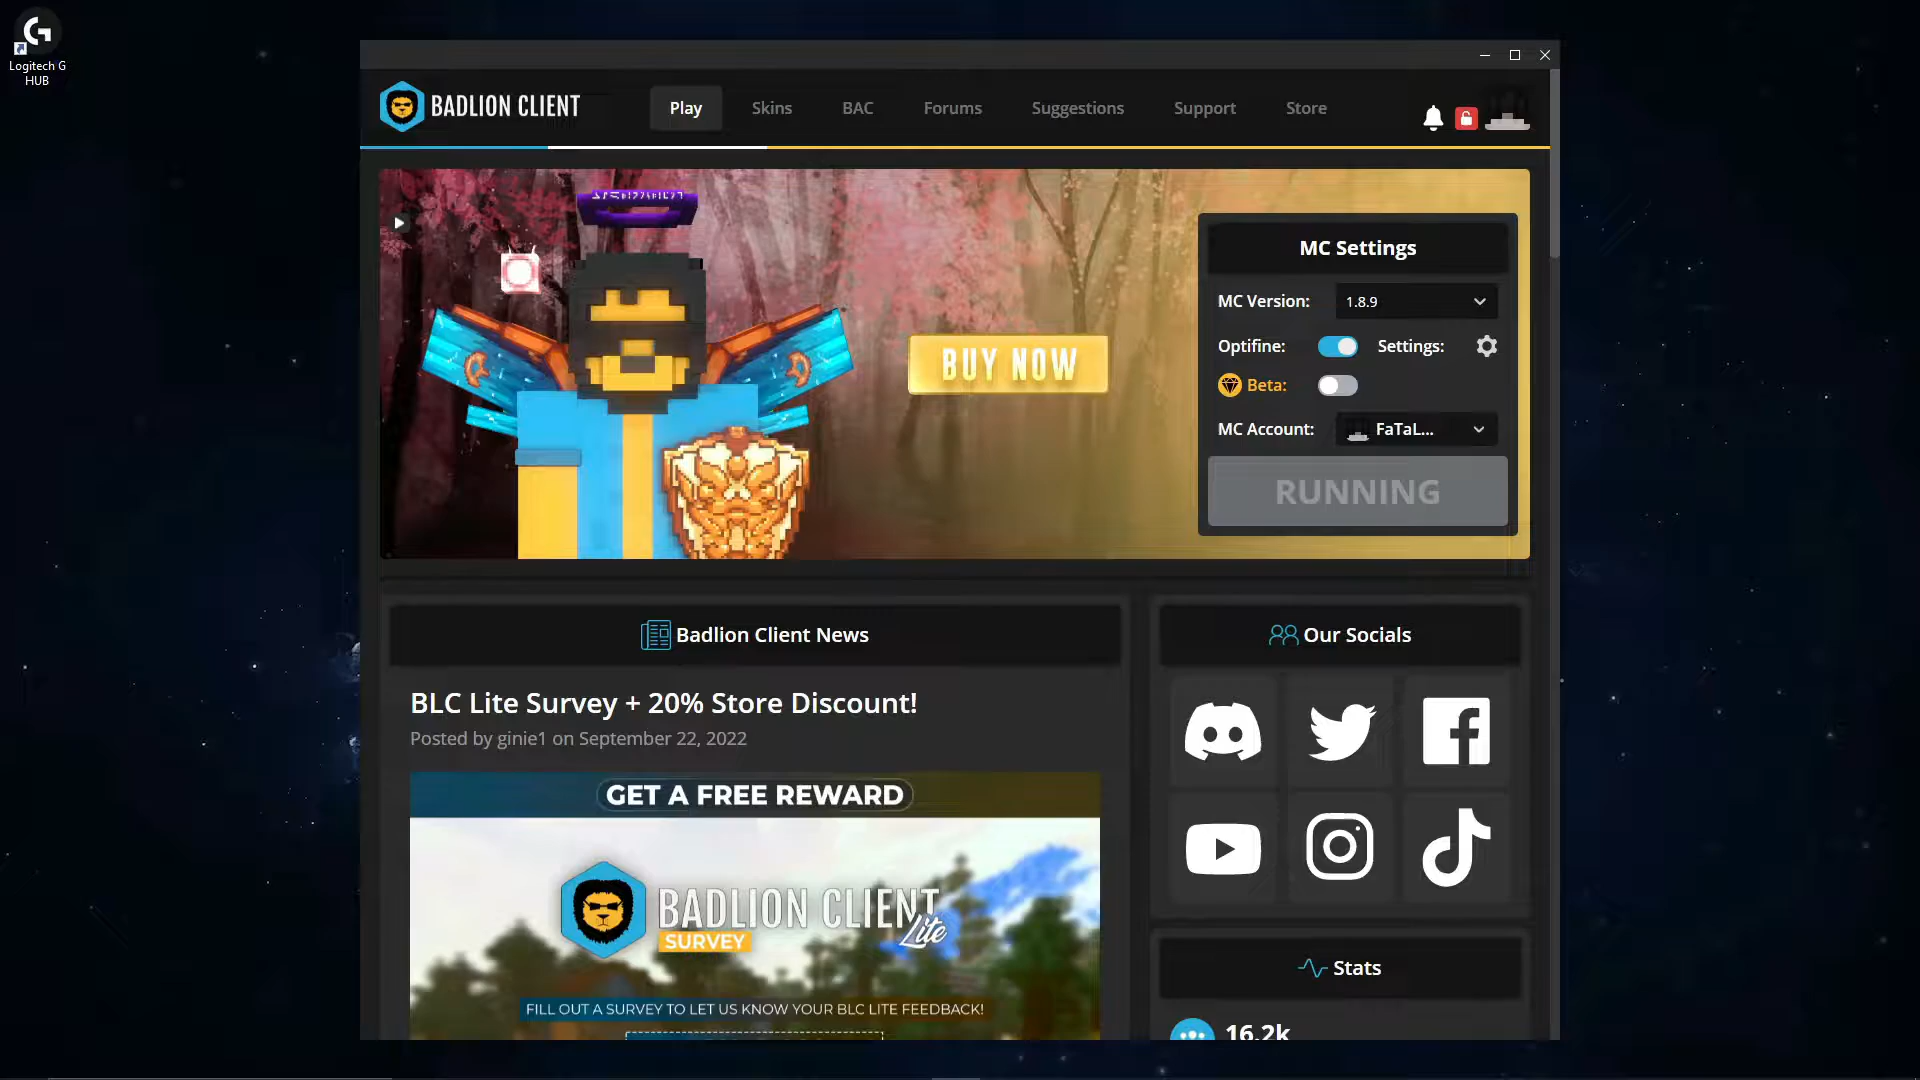 Logitech G
HUB
BADLION CLIENT
Play
Skins
BAC
Forums
Suggestions
Support
Store
BUY NOW
MC Settings
MC Version:
1.8.9
Optifine:
Settings:
Beta:
MC Account:
FaTaL...
RUNNING
Badlion Client News
BLC Lite Survey + 20% Store Discount!
Posted by ginie1 on September 22, 2022
GET A FREE REWARD
BADLION CLIENT
Lite
SURVEY
FILL OUT A SURVEY TO LET US KNOW YOUR BLC LITE FEEDBACK!
Our Socials
Stats
16.2k